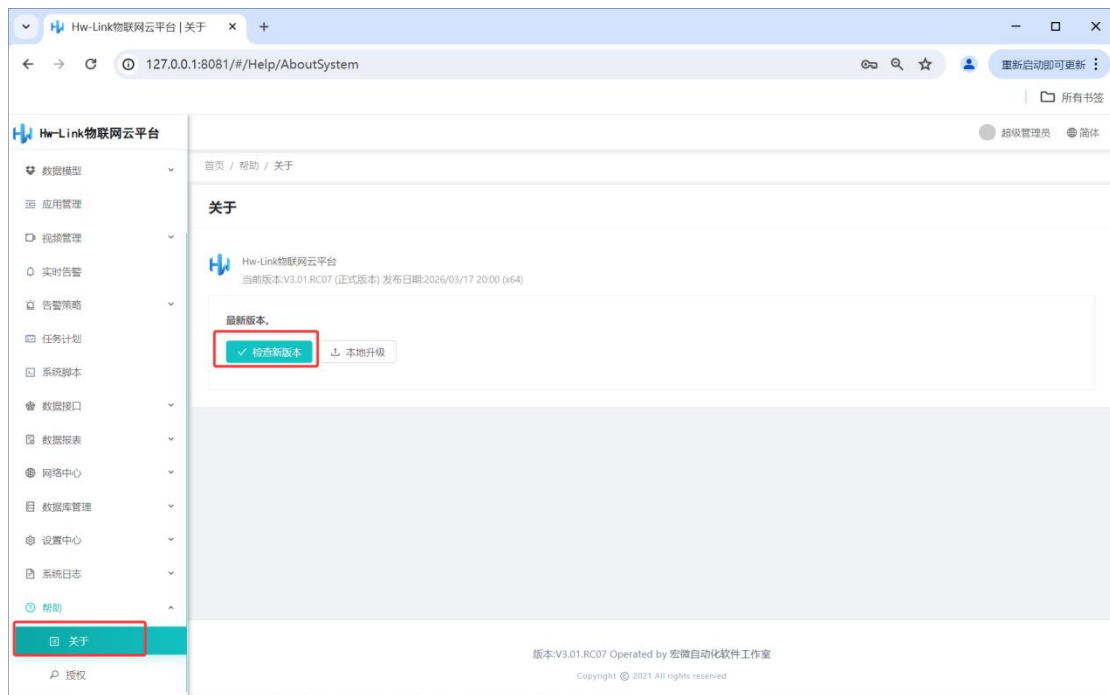 Hw-Link物联网云平台 | 关于
127.0.0.1:8081/#/Help/AboutSystem
重新启动即可更新
所有书签
Hw-Link物联网云平台
超级管理员
简体
数据模型
应用管理
视频管理
实时告警
告警策略
任务计划
系统脚本
数据接口
数据报表
网络中心
数据库管理
设置中心
系统日志
帮助
关于
授权
首页 / 帮助 / 关于
关于
Hw-Link物联网云平台
当前版本:V3.01.RC07 (正式版本) 发布日期:2026/03/17 20:00 (x64)
最新版本。
检查新版本
本地升级
版本:V3.01.RC07 Operated by 宏微自动化软件工作室
Copyright © 2021 All rights reserved